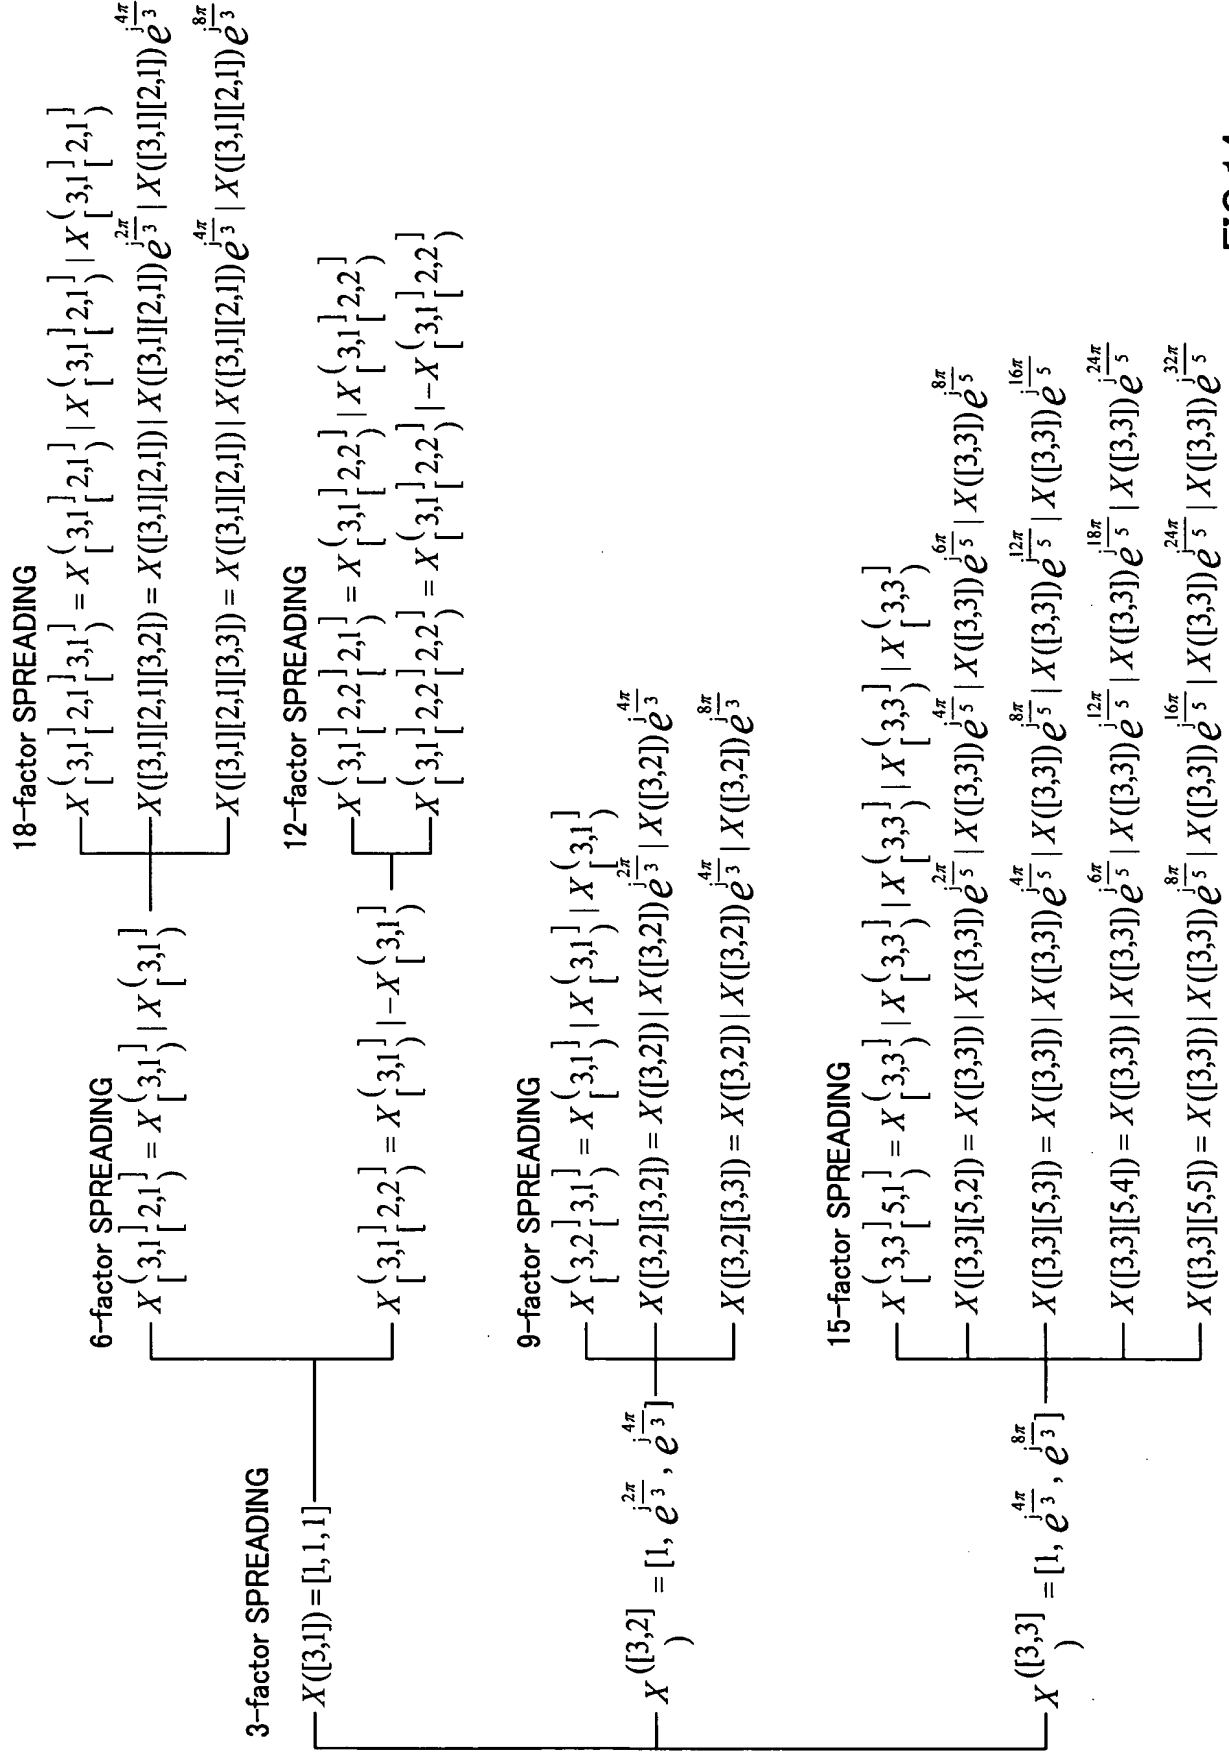 3-factor SPREADING
X([3,1]) = [1, 1, 1]
X([3,2]) = [1, e^{j2π/3}, e^{j4π/3}]
X([3,3]) = [1, e^{j4π/3}, e^{j8π/3}]
6-factor SPREADING
X([3,1][2,1]) = X([3,1]) | X([3,1])
X([3,1][2,2]) = X([3,1]) | −X([3,1])
18-factor SPREADING
X([3,1][2,1][3,1]) = X([3,1][2,1]) | X([3,1][2,1]) | X([3,1][2,1])
X([3,1][2,1][3,2]) = X([3,1][2,1]) | X([3,1][2,1])e^{j2π/3} | X([3,1][2,1])e^{j4π/3}
X([3,1][2,1][3,3]) = X([3,1][2,1]) | X([3,1][2,1])e^{j4π/3} | X([3,1][2,1])e^{j8π/3}
12-factor SPREADING
X([3,1][2,2][2,1]) = X([3,1][2,2]) | X([3,1][2,2])
X([3,1][2,2][2,2]) = X([3,1][2,2]) | −X([3,1][2,2])
9-factor SPREADING
X([3,2][3,1]) = X([3,1]) | X([3,1]) | X([3,1])
X([3,2][3,2]) = X([3,2]) | X([3,2])e^{j2π/3} | X([3,2])e^{j4π/3}
X([3,2][3,3]) = X([3,2]) | X([3,2])e^{j4π/3} | X([3,2])e^{j8π/3}
15-factor SPREADING
X([3,3][5,1]) = X([3,3]) | X([3,3]) | X([3,3]) | X([3,3]) | X([3,3])
X([3,3][5,2]) = X([3,3]) | X([3,3])e^{j2π/5} | X([3,3])e^{j4π/5} | X([3,3])e^{j6π/5} | X([3,3])e^{j8π/5}
X([3,3][5,3]) = X([3,3]) | X([3,3])e^{j4π/5} | X([3,3])e^{j8π/5} | X([3,3])e^{j12π/5} | X([3,3])e^{j16π/5}
X([3,3][5,4]) = X([3,3]) | X([3,3])e^{j6π/5} | X([3,3])e^{j12π/5} | X([3,3])e^{j18π/5} | X([3,3])e^{j24π/5}
X([3,3][5,5]) = X([3,3]) | X([3,3])e^{j8π/5} | X([3,3])e^{j16π/5} | X([3,3])e^{j24π/5} | X([3,3])e^{j32π/5}